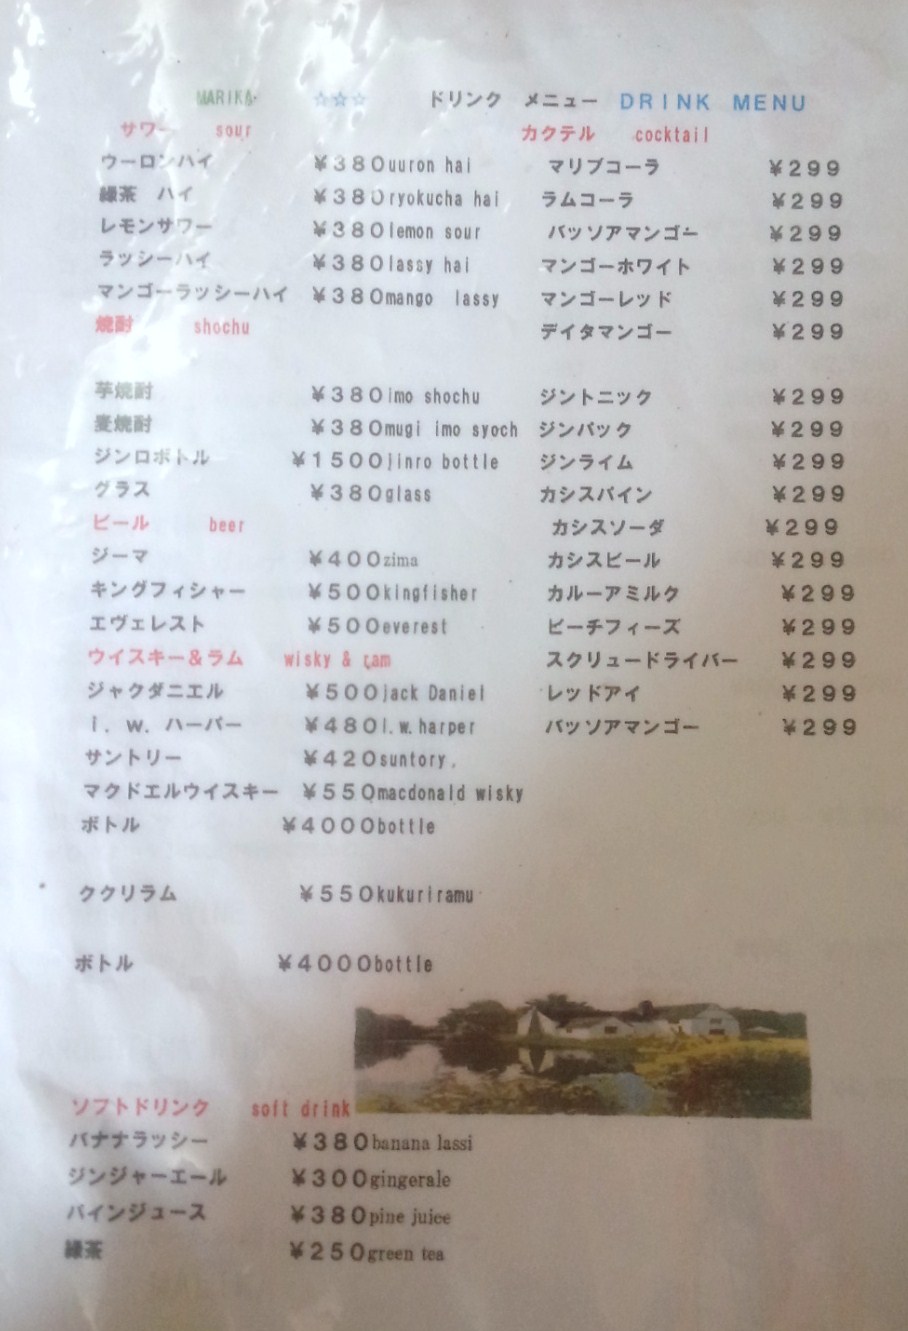 MARIKA ☆☆☆ ドリンク メニュー DRINK MENU
サワー sour
ウーロンハイ ￥380uuron hai
緑茶 ハイ ￥380ryokucha hai
レモンサワー ￥380lemon sour
ラッシーハイ ￥380lassy hai
マンゴーラッシーハイ ￥380mango lassy
焼酎 shochu
芋焼酎 ￥380imo shochu
麦焼酎 ￥380mugi imo syoch
ジンロボトル ￥1500jinro bottle
グラス ￥380glass
ビール beer
ジーマ ￥400zima
キングフィシャー ￥500kingfisher
エヴェレスト ￥500everest
ウイスキー＆ラム wisky & ram
ジャクダニエル ￥500jack Daniel
ｉ．ｗ．ハーパー ￥480i.w.harper
サントリー ￥420suntory.
マクドエルウイスキー ￥550macdonald wisky
ボトル ￥4000bottle
ククリラム ￥550kukuriramu
ボトル ￥4000bottle
カクテル cocktail
マリブコーラ ￥299
ラムコーラ ￥299
パッソアマンゴー ￥299
マンゴーホワイト ￥299
マンゴーレッド ￥299
デイタマンゴー ￥299
ジントニック ￥299
ジンバック ￥299
ジンライム ￥299
カシスパイン ￥299
カシスソーダ ￥299
カシスビール ￥299
カルーアミルク ￥299
ピーチフィーズ ￥299
スクリュードライバー ￥299
レッドアイ ￥299
パッソアマンゴー ￥299
ソフトドリンク soft drink
バナナラッシー ￥380banana lassi
ジンジャーエール ￥300gingerale
パインジュース ￥380pine juice
緑茶 ￥250green tea